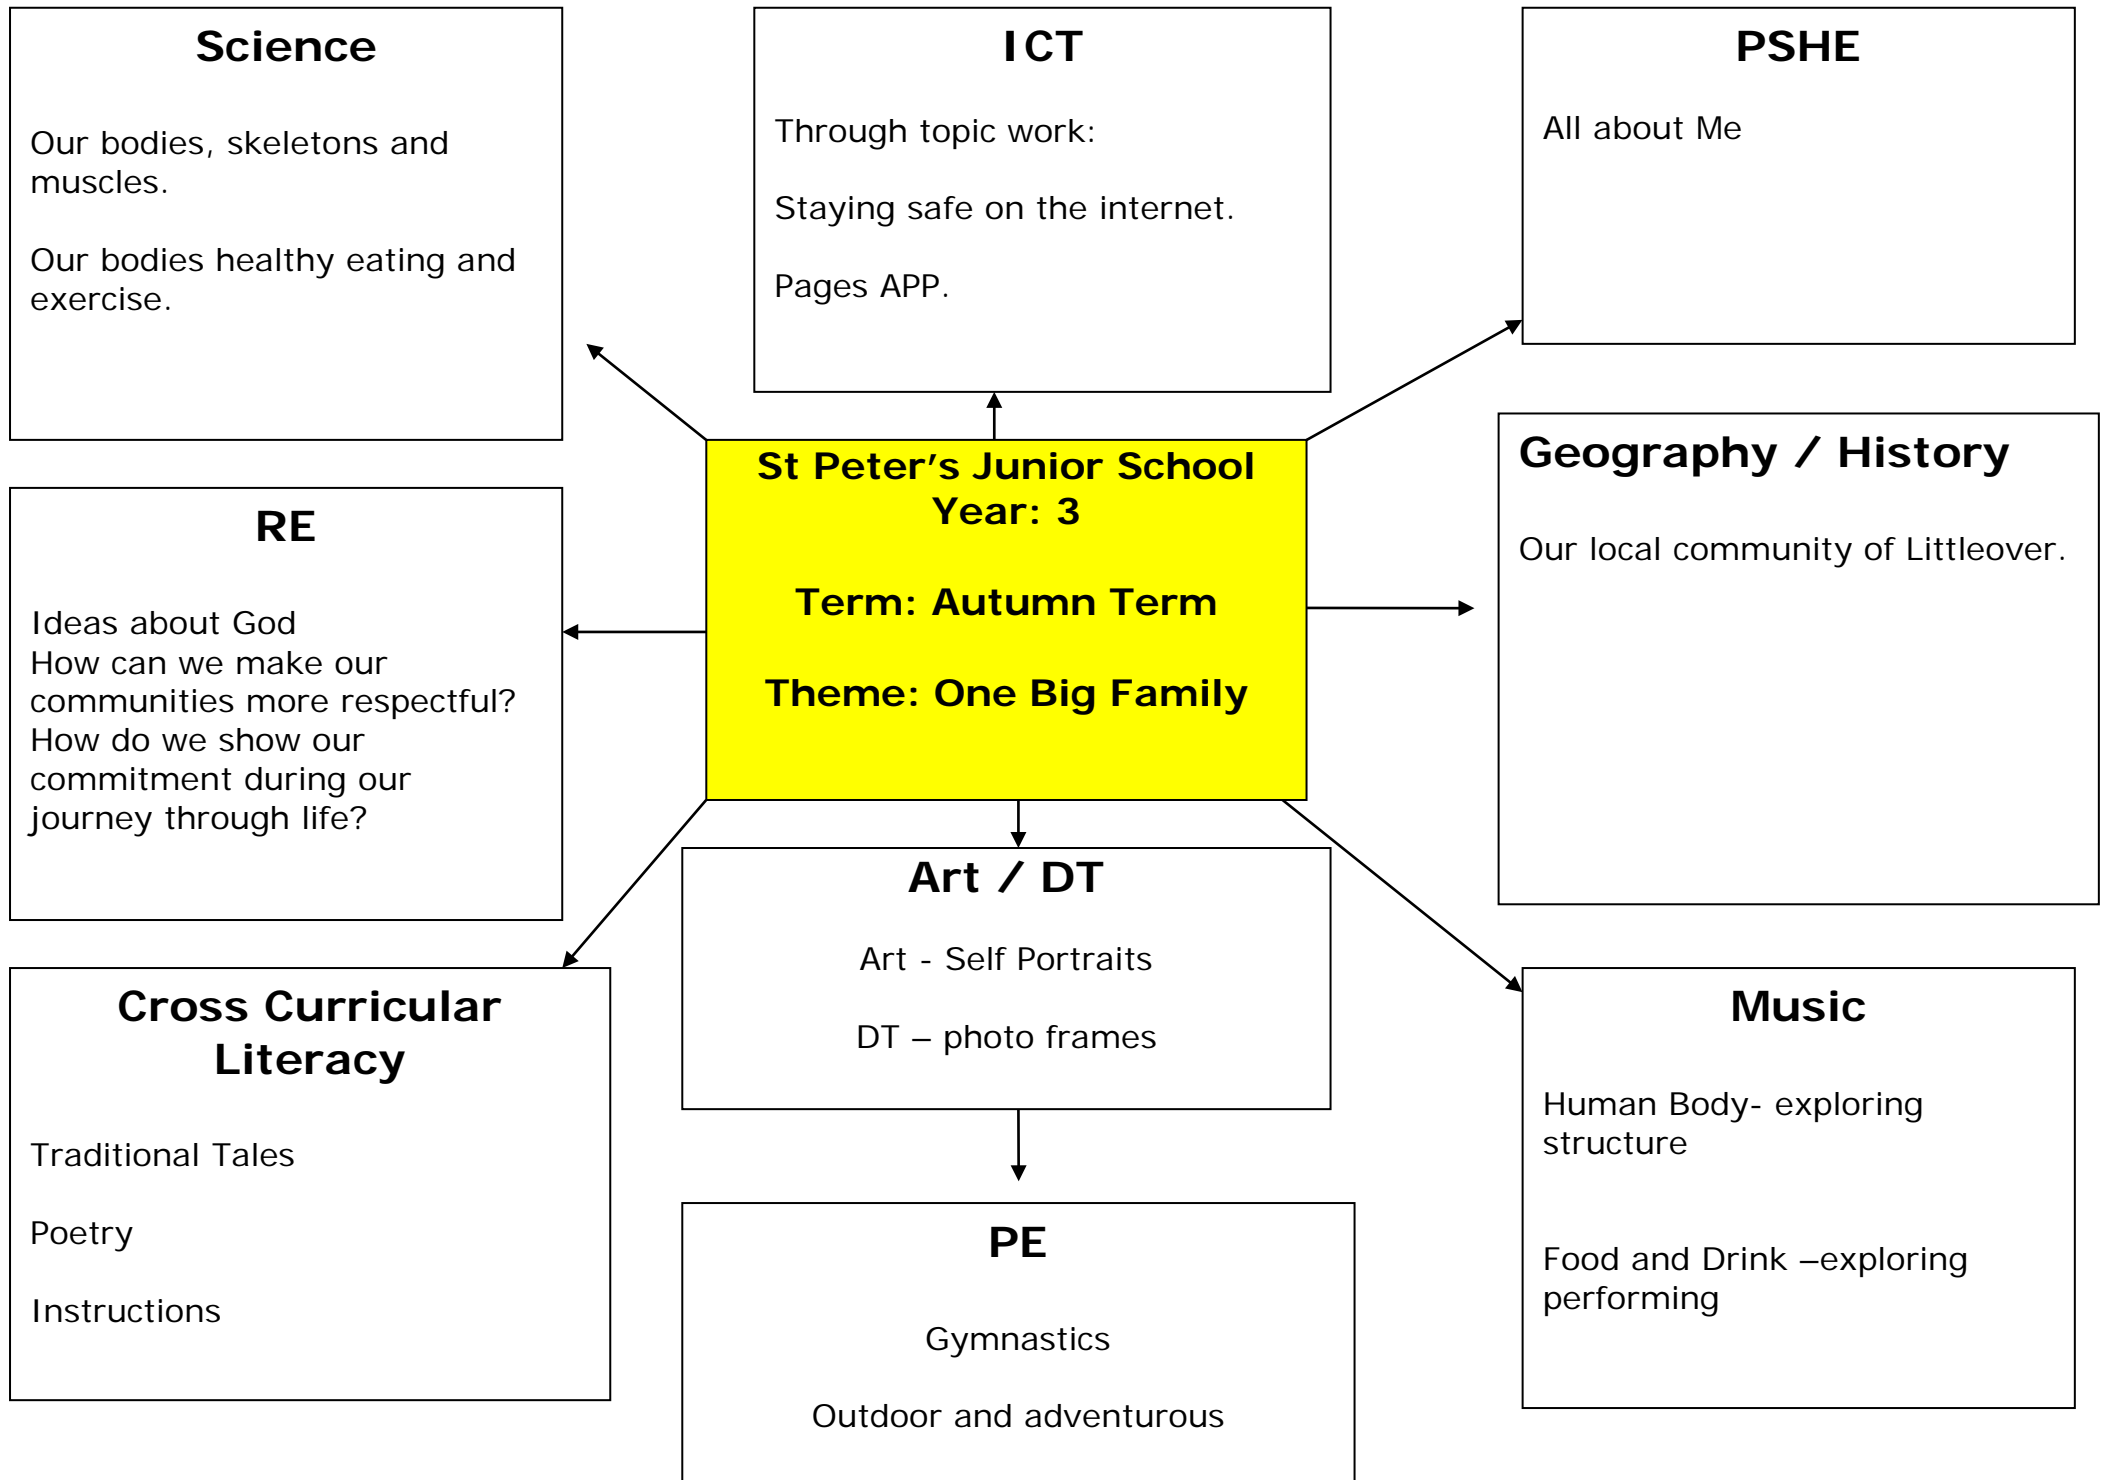 Science
Our bodies, skeletons and
muscles.
Our bodies healthy eating and
exercise.
ICT
Through topic work:
Staying safe on the internet.
Pages APP.
PSHE
All about Me
St Peter’s Junior School
Year: 3
Term: Autumn Term
Theme: One Big Family
Geography / History
Our local community of Littleover.
RE
Ideas about God
How can we make our
communities more respectful?
How do we show our
commitment during our
journey through life?
Art / DT
Art - Self Portraits
DT – photo frames
Cross Curricular
Literacy
Traditional Tales
Poetry
Instructions
Music
Human Body- exploring
structure
Food and Drink –exploring
performing
PE
Gymnastics
Outdoor and adventurous